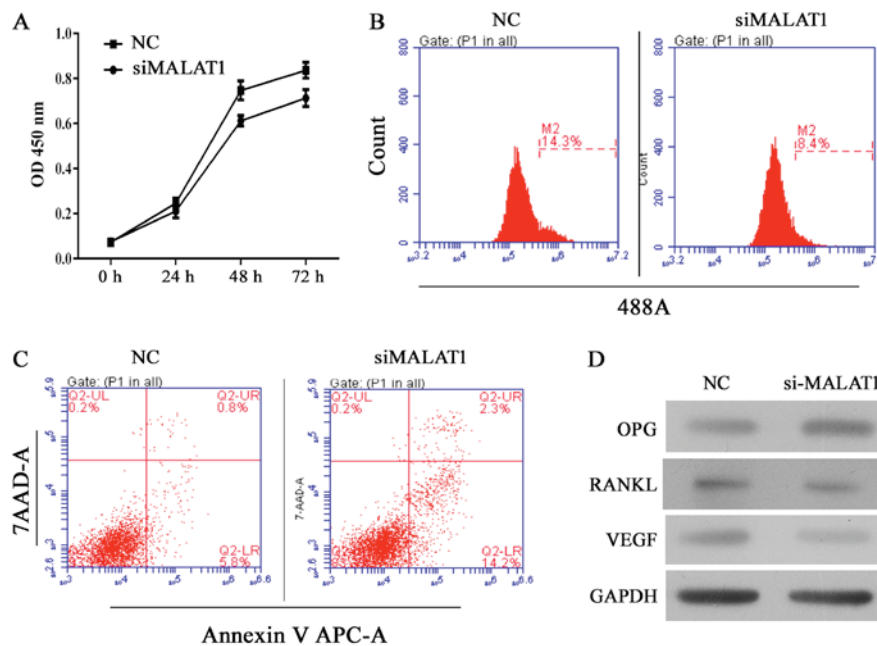 A
NC
siMALAT1
OD 450 nm
1.0
0.8
0.6
0.4
0.2
0.0
0 h 24 h 48 h 72 h
B
NC siMALAT1
Gate: (P1 in all) Gate: (P1 in all)
Count
800
600
400
200
0
M2
14.3%
Count
M2
8.4%
488A
C
NC siMALAT1
Gate: (P1 in all) Gate: (P1 in all)
7AAD-A
Q2-UL Q2-UR
0.2% 0.8%
Q2-LR
5.8%
7-AAD-A
Q2-UL Q2-UR
0.2% 2.3%
Q2-LR
14.2%
Annexin V APC-A
D
NC si-MALAT1
OPG
RANKL
VEGF
GAPDH